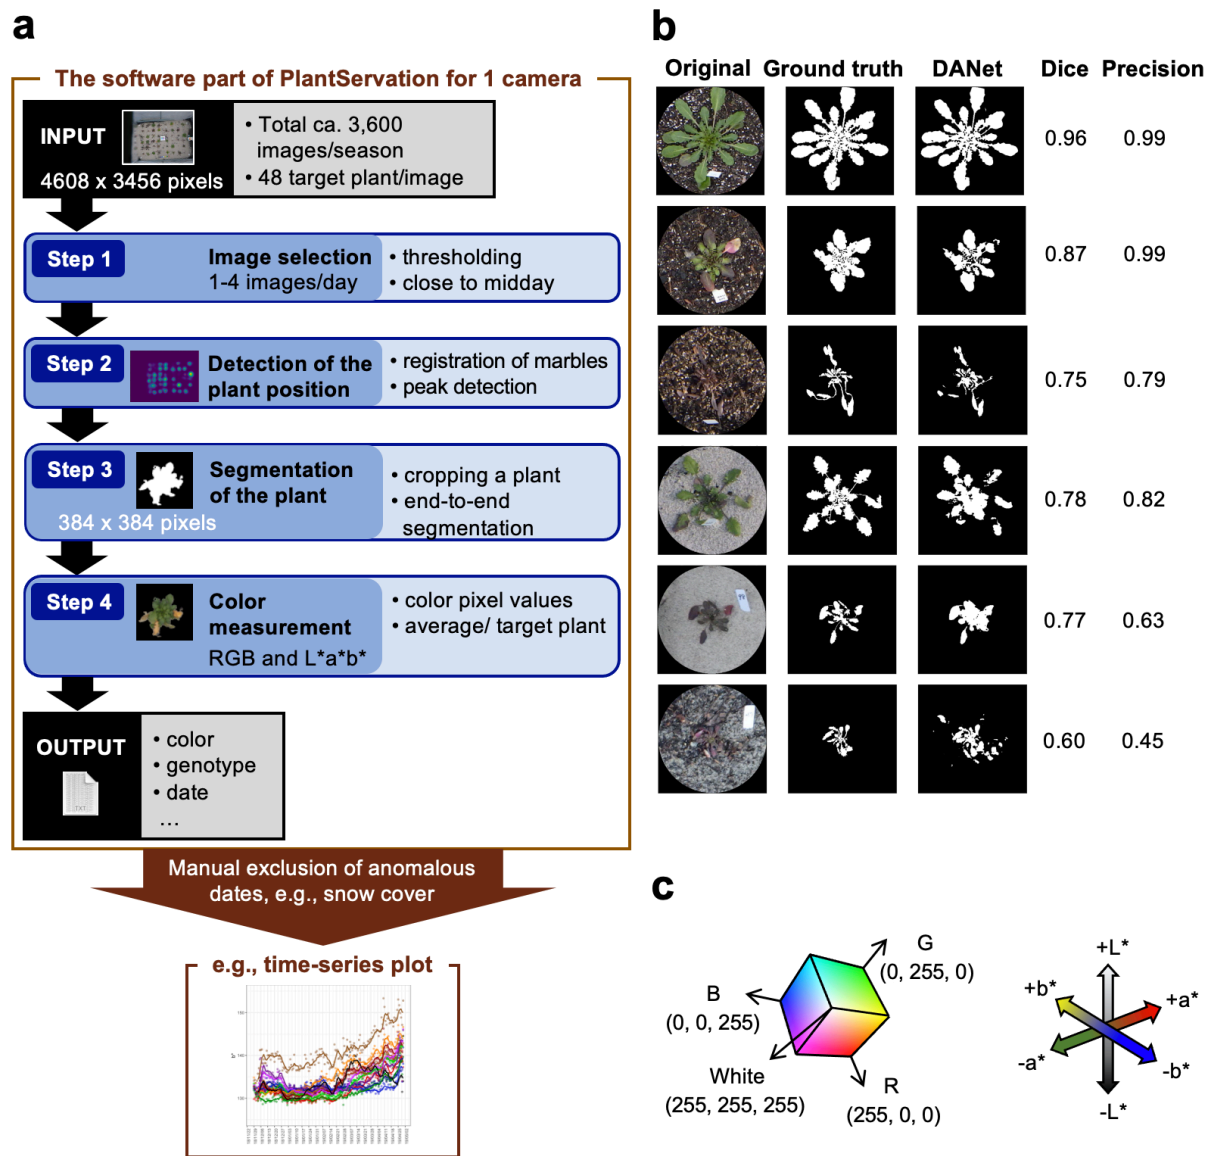 a
The software part of PlantServation for 1 camera
INPUT
4608 x 3456 pixels
• Total ca. 3,600
images/season
• 48 target plant/image
Step 1
Image selection
1-4 images/day
• thresholding
• close to midday
Step 2
Detection of the
plant position
• registration of marbles
• peak detection
Step 3
Segmentation
of the plant
384 x 384 pixels
• cropping a plant
• end-to-end
segmentation
Step 4
Color
measurement
RGB and L*a*b*
• color pixel values
• average/ target plant
OUTPUT
TXT
• color
• genotype
• date
...
Manual exclusion of anomalous
dates, e.g., snow cover
e.g., time-series plot
b
Original Ground truth DANet Dice Precision
0.96 0.99
0.87 0.99
0.75 0.79
0.78 0.82
0.77 0.63
0.60 0.45
c
G
(0, 255, 0)
B
(0, 0, 255)
White
(255, 255, 255)
R
(255, 0, 0)
+L*
+b*
+a*
-a*
-b*
-L*